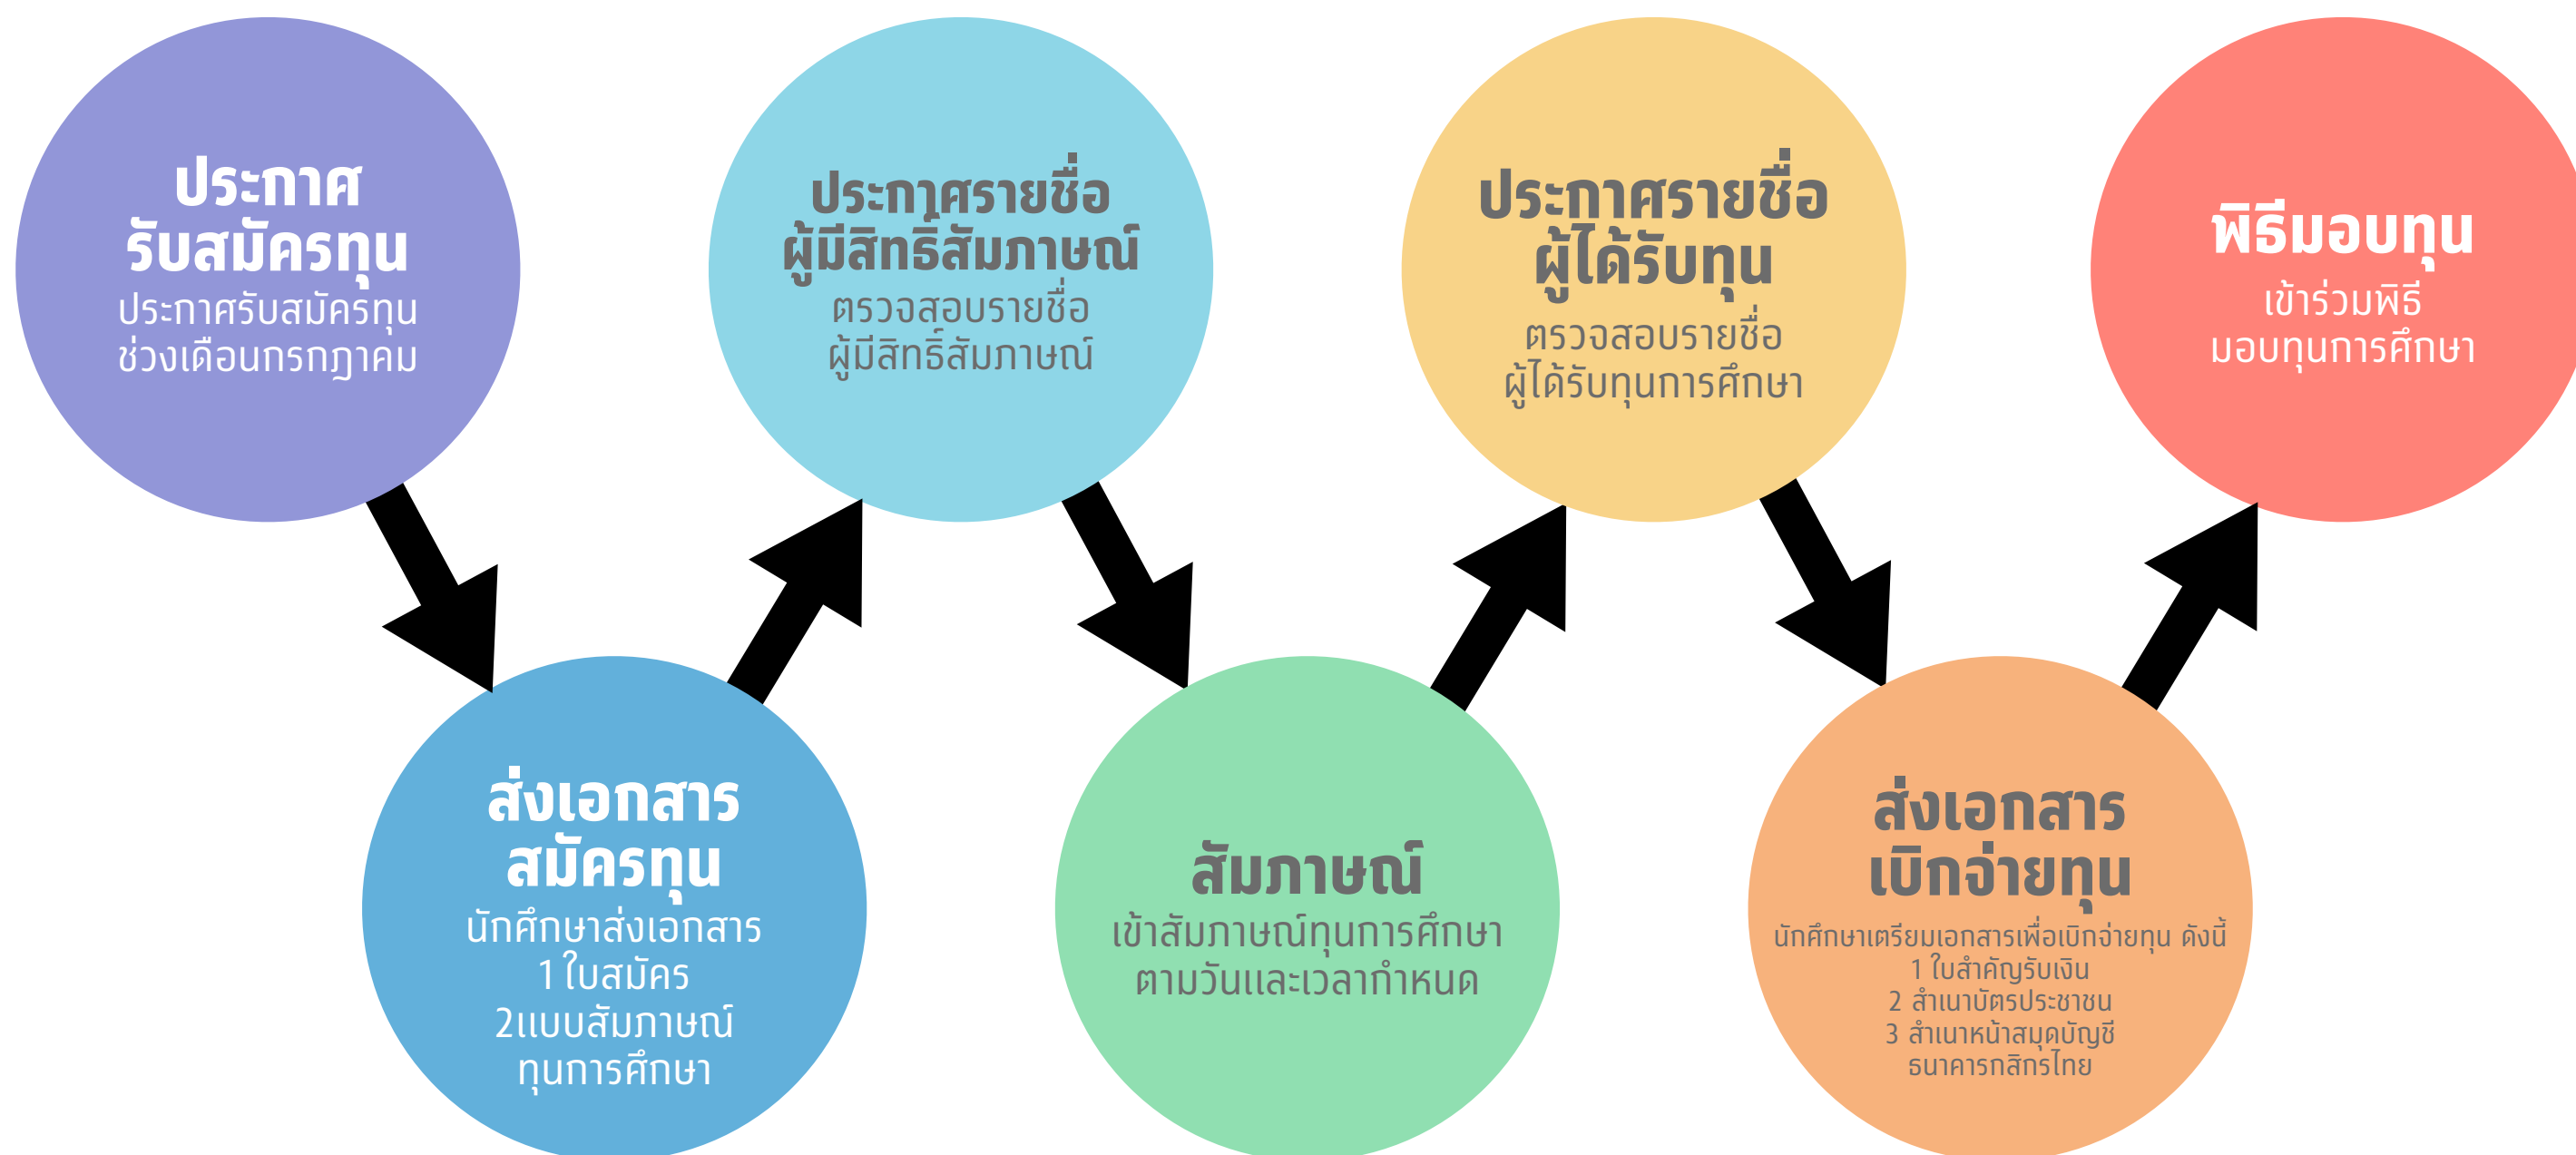 ประกาศ
รับสมัครทุน
ประกาศรับสมัครทุน
ช่วงเดือนกรกฎาคม
ส่งเอกสาร
สมัครทุน
นักศึกษาส่งเอกสาร
1 ใบสมัคร
2แบบสัมภาษณ์
ทุนการศึกษา
ประกาศรายชื่อ
ผู้มีสิทธิ์สัมภาษณ์
ตรวจสอบรายชื่อ
ผู้มีสิทธิ์สัมภาษณ์
สัมภาษณ์
เข้าสัมภาษณ์ทุนการศึกษา
ตามวันและเวลากำหนด
ประกาศรายชื่อ
ผู้ได้รับทุน
ตรวจสอบรายชื่อ
ผู้ได้รับทุนการศึกษา
ส่งเอกสาร
เบิกจ่ายทุน
นักศึกษาเตรียมเอกสารเพื่อเบิกจ่ายทุน ดังนี้
1 ใบสำคัญรับเงิน
2 สำเนาบัตรประชาชน
3 สำเนาหน้าสมุดบัญชี
ธนาคารกสิกรไทย
พิธีมอบทุน
เข้าร่วมพิธี
มอบทุนการศึกษา